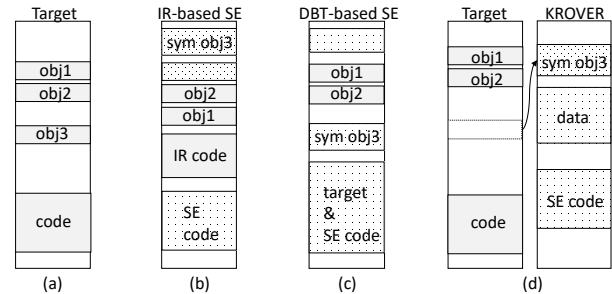 Target
obj1
obj2
obj3
code
(a)
IR-based SE
sym obj3
obj2
obj1
IR code
SE
code
(b)
DBT-based SE
obj1
obj2
sym obj3
target
&
SE code
(c)
Target
obj1
obj2
code
KROVER
sym obj3
data
SE code
(d)